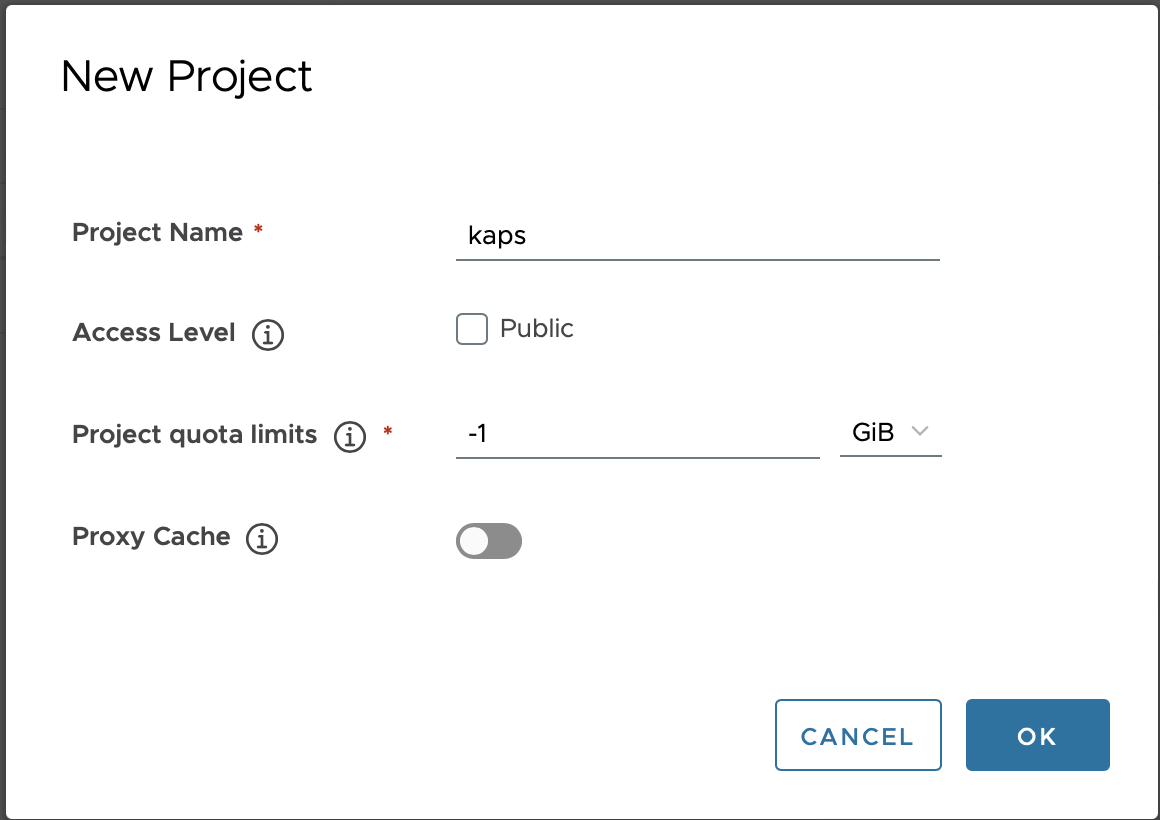 New Project
Project Name *
kaps
Access Level
Public
Project quota limits *
-1
GiB
Proxy Cache
CANCEL
OK